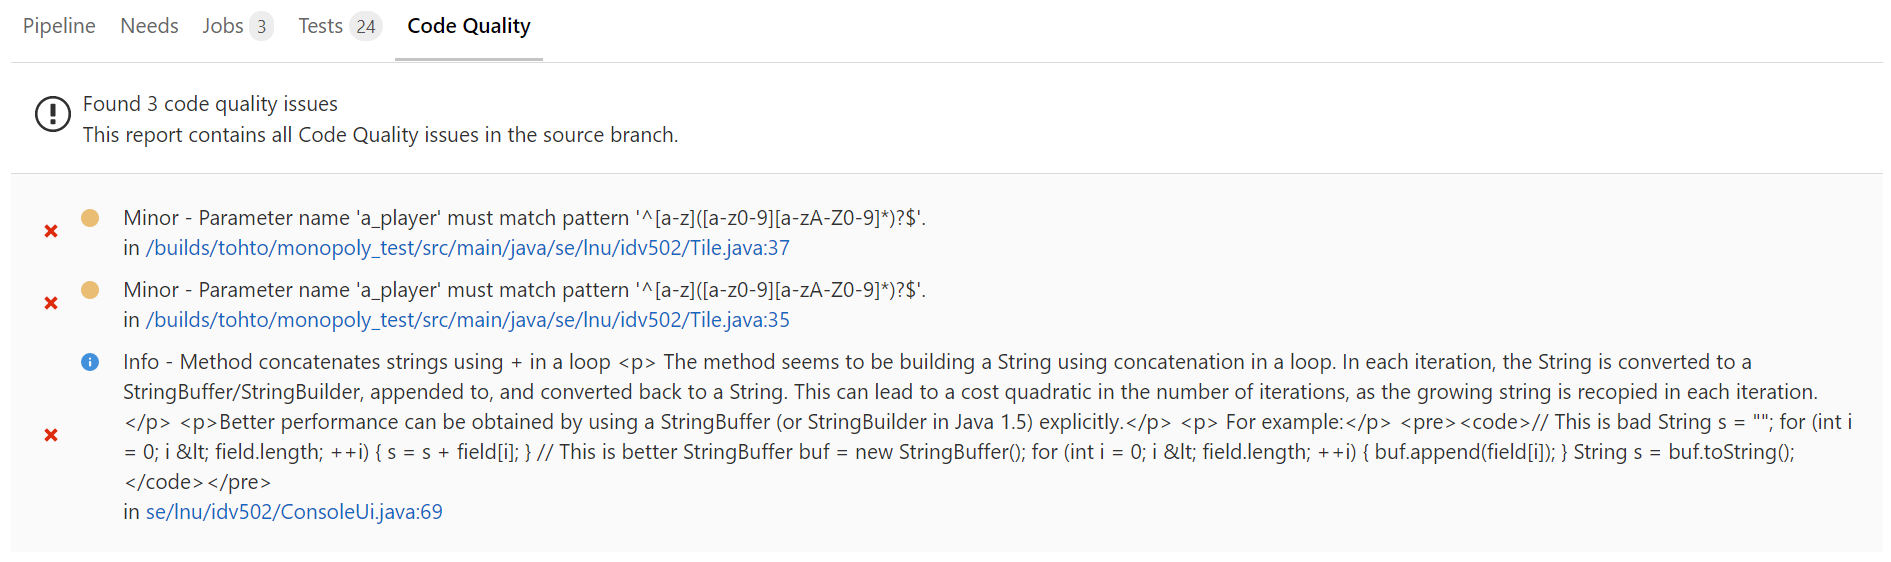 Pipeline Needs Jobs 3 Tests 24 Code Quality
Found 3 code quality issues
This report contains all Code Quality issues in the source branch.
Minor - Parameter name 'a_player' must match pattern '^[a-z]([a-z0-9][a-zA-Z0-9]*)?$'.
in /builds/tohto/monopoly_test/src/main/java/se/lnu/idv502/Tile.java:37
Minor - Parameter name 'a_player' must match pattern '^[a-z]([a-z0-9][a-zA-Z0-9]*)?$'.
in /builds/tohto/monopoly_test/src/main/java/se/lnu/idv502/Tile.java:35
Info - Method concatenates strings using + in a loop <p> The method seems to be building a String using concatenation in a loop. In each iteration, the String is converted to a
StringBuffer/StringBuilder, appended to, and converted back to a String. This can lead to a cost quadratic in the number of iterations, as the growing string is recopied in each iteration.
</p> <p>Better performance can be obtained by using a StringBuffer (or StringBuilder in Java 1.5) explicitly.</p> <p> For example:</p> <pre><code>// This is bad String s = ""; for (int i
= 0; i &lt; field.length; ++i) { s = s + field[i]; } // This is better StringBuffer buf = new StringBuffer(); for (int i = 0; i &lt; field.length; ++i) { buf.append(field[i]); } String s = buf.toString();
</code></pre>
in se/lnu/idv502/ConsoleUi.java:69